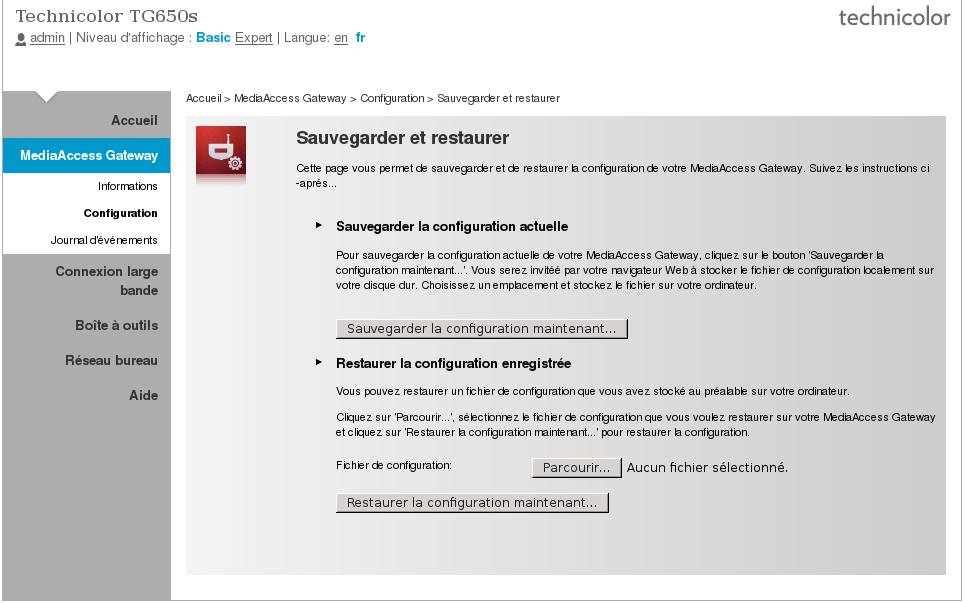 Technicolor TG650s
technicolor
admin | Niveau d'affichage : Basic Expert | Langue: en fr
Accueil > MediaAccess Gateway > Configuration > Sauvegarder et restaurer
Accueil
MediaAccess Gateway
Informations
Configuration
Journal d'événements
Connexion large
bande
Boîte à outils
Réseau bureau
Aide
Sauvegarder et restaurer
Cette page vous permet de sauvegarder et de restaurer la configuration de votre MediaAccess Gateway. Suivez les instructions ci
-aprés...
Sauvegarder la configuration actuelle
Pour sauvegarder la configuration actuelle de votre MediaAccess Gateway, cliquez sur le bouton 'Sauvegarder la
configuration maintenant...'. Vous serez invitéé par votre navigateur Web à stocker le fichier de configuration localement sur
votre disque dur. Choisissez un emplacement et stockez le fichier sur votre ordinateur.
Sauvegarder la configuration maintenant...
Restaurer la configuration enregistrée
Vous pouvez restaurer un fichier de configuration que vous avez stocké au préalable sur votre ordinateur.
Cliquez sur 'Parcourir...', sélectionnez le fichier de configuration que vous voulez restaurer sur votre MediaAccess Gateway
et cliquez sur 'Restaurer la configuration maintenant...' pour restaurer la configuration.
Fichier de configuration: Parcourir... Aucun fichier sélectionné.
Restaurer la configuration maintenant...